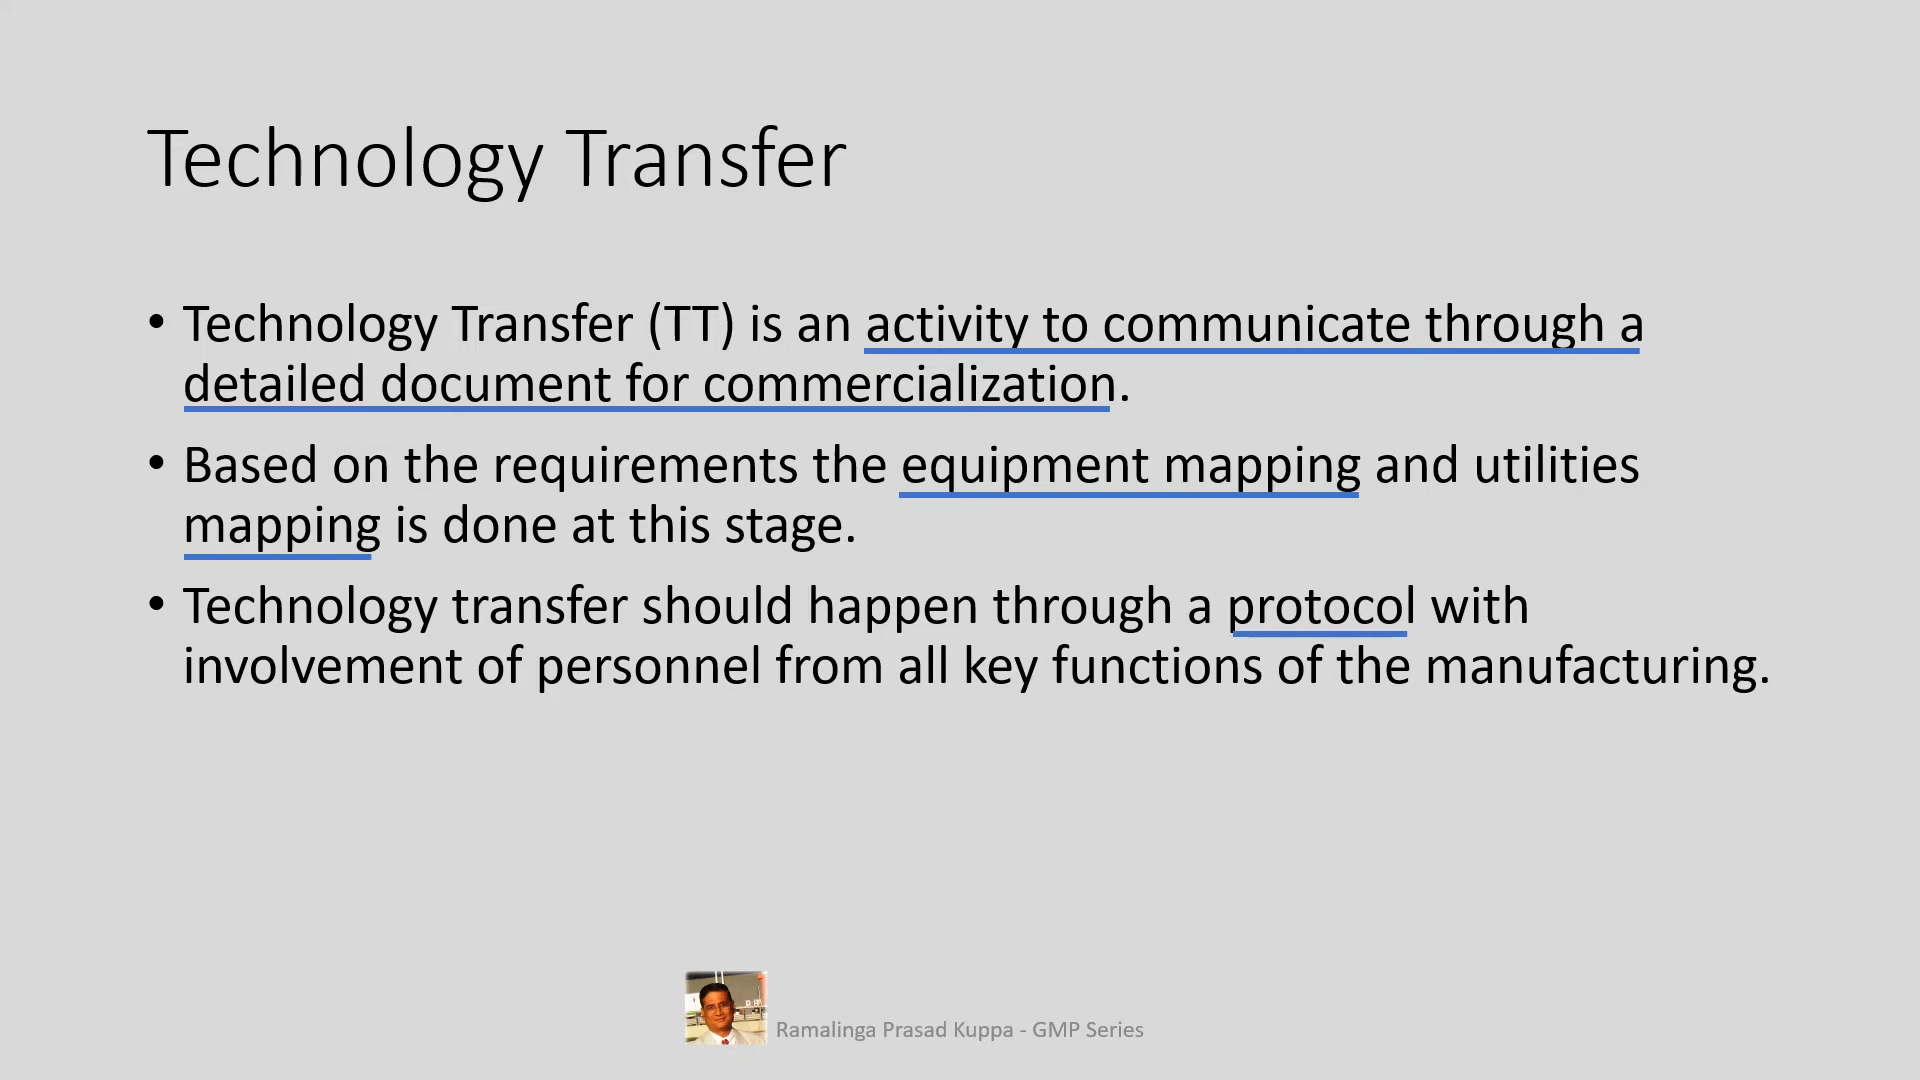 Technology Transfer
• Technology Transfer (TT) is an activity to communicate through a
detailed document for commercialization.
• Based on the requirements the equipment mapping and utilities
mapping is done at this stage.
• Technology transfer should happen through a protocol with
involvement of personnel from all key functions of the manufacturing.
Ramalinga Prasad Kuppa - GMP Series